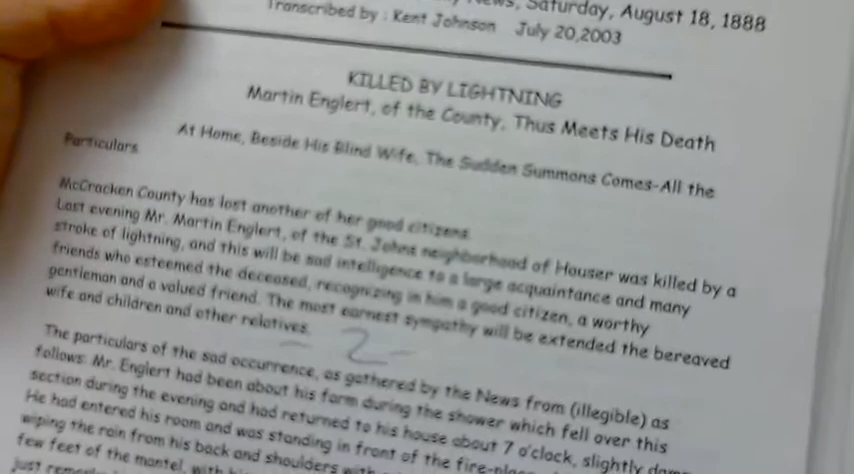 News, Saturday, August 18, 1888
Transcribed by : Kent Johnson July 20,2003
KILLED BY LIGHTNING
Martin Englert, of the County, Thus Meets His Death
At Home, Beside His Blind Wife, The Sudden Summons Comes-All the
Particulars
McCracken County has lost another of her good citizens.
Last evening Mr. Martin Englert, of the St. Johns neighborhood of Houser was killed by a
stroke of lightning, and this will be sad intelligence to a large acquaintance and many
friends who esteemed the deceased, recognizing in him a good citizen, a worthy
gentleman and a valued friend. The most earnest sympathy will be extended the bereaved
wife and children and other relatives.
- 2 -
The particulars of the sad occurrence, as gathered by the News from (illegible) as
follows: Mr. Englert had been about his farm during the shower which fell over this
section during the evening and had returned to his house about 7 o'clock, slightly
He had entered his room and was standing in front of the
wiping the rain from his back and shoulders
few feet of the mantel, with
just